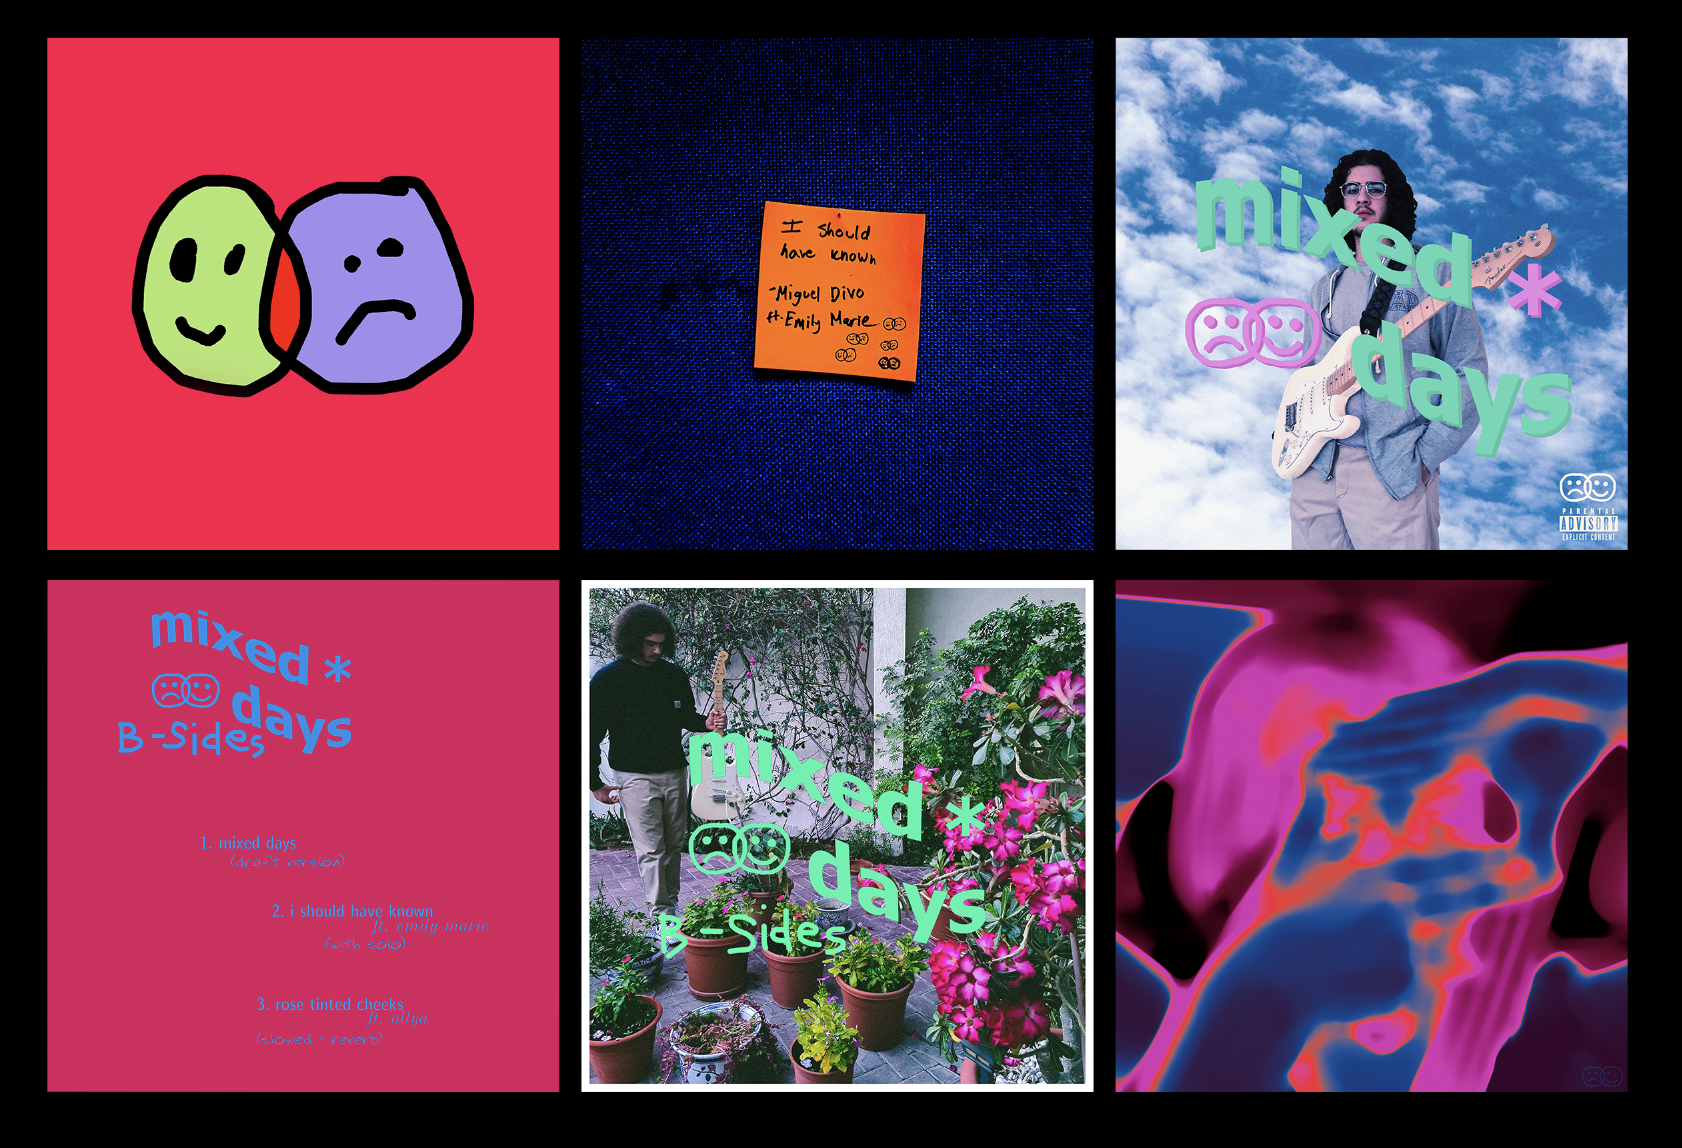 I should
have known
-Miguel Divo
ft. Emily Marie
mixed *
days
PARENTAL
ADVISORY
EXPLICIT CONTENT
mixed *
days
B-Sides
1. mixed days
(draft version)
2. i should have known
ft. emily marie
(with solo)
3. rose tinted cheeks
ft. aliya
(slowed + reverb)
mixed *
days
B-Sides